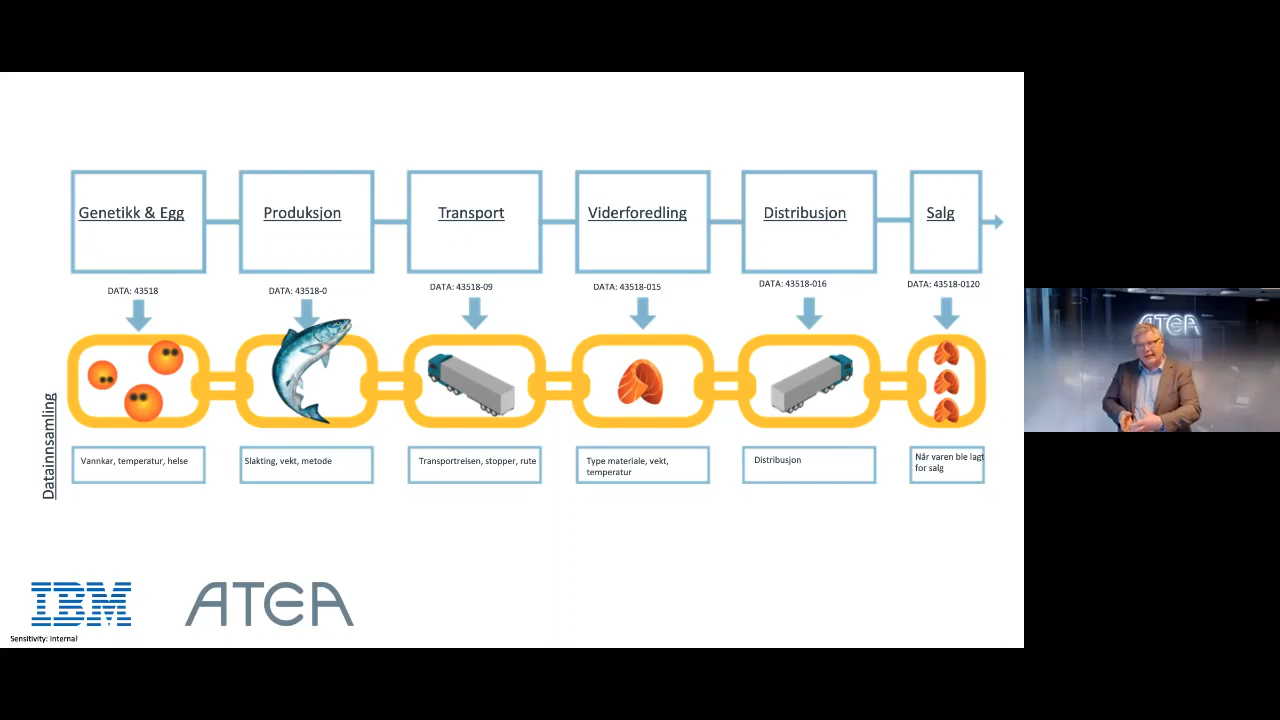 Genetikk & Egg
Produksjon
Transport
Viderforedling
Distribusjon
Salg
DATA: 43518
DATA: 43518-0
DATA: 43518-09
DATA: 43518-015
DATA: 43518-016
DATA: 43518-0120
Datainnsamling
Vannkar, temperatur, helse
Slakting, vekt, metode
Transportreisen, stopper, rute
Type materiale, vekt,
temperatur
Distribusjon
Når varen ble lagt
for salg
IBM
ATEA
Sensitivity: Internal
ATEA